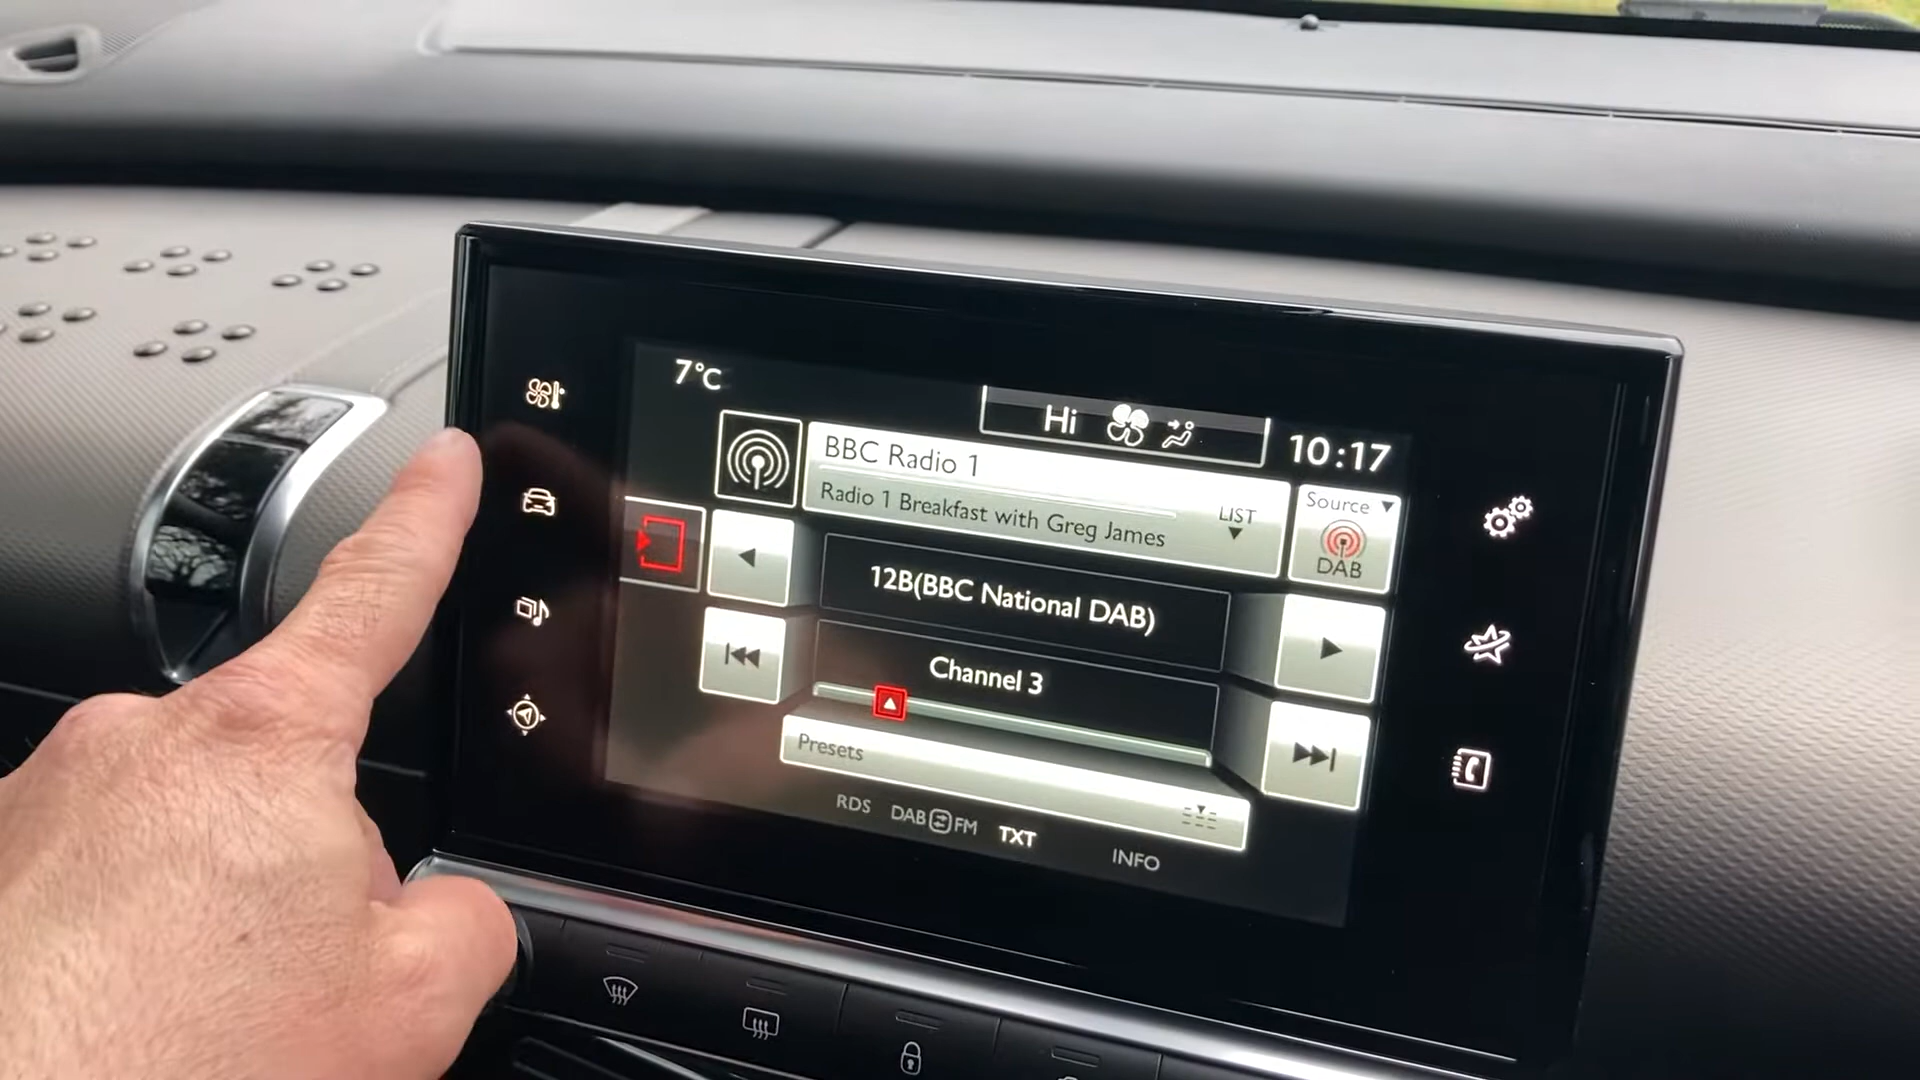 7°C
Hi
10:17
BBC Radio 1
Radio 1 Breakfast with Greg James
LIST
Source
DAB
12B(BBC National DAB)
Channel 3
Presets
RDS
DAB FM
TXT
INFO